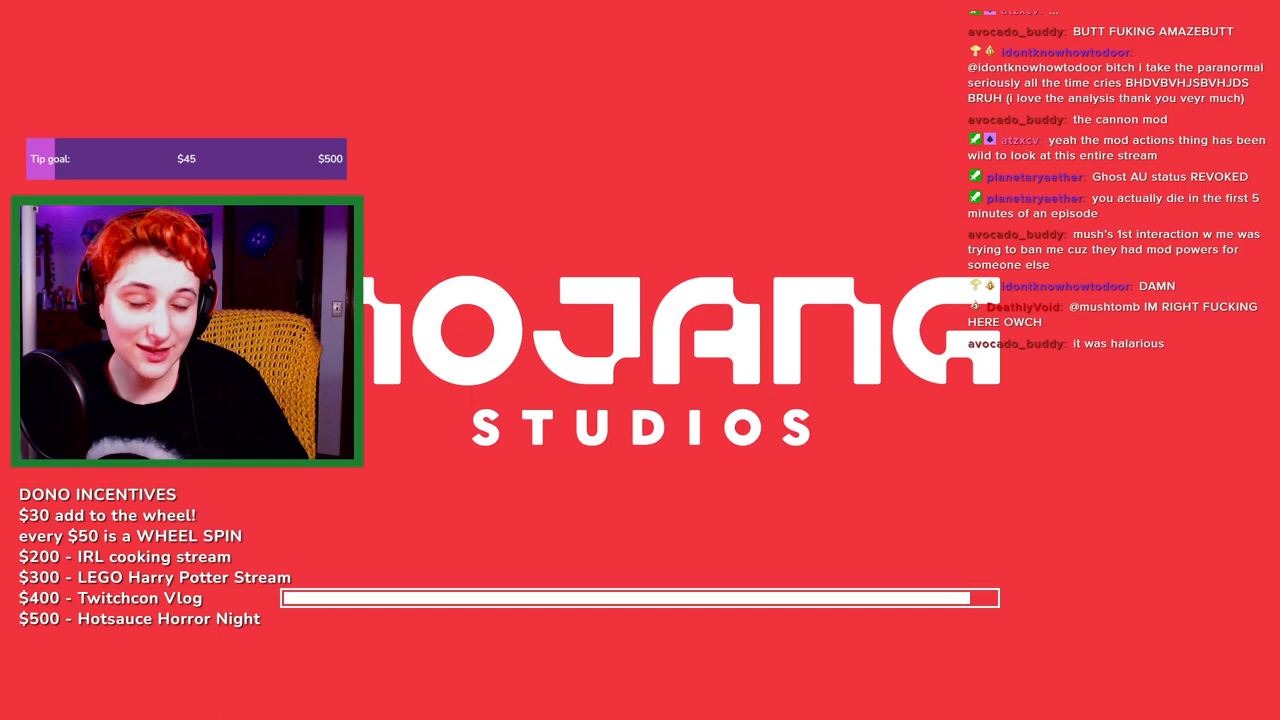 atzxcv: ...
avocado_buddy: BUTT FUKING AMAZEBUTT
idontknowhowtodoor:
@idontknowhowtodoor bitch i take the paranormal
seriously all the time cries BHDVBVHJSBVHJDS
BRUH (i love the analysis thank you veyr much)
avocado_buddy: the cannon mod
atzxcv: yeah the mod actions thing has been
wild to look at this entire stream
planetaryaether: Ghost AU status REVOKED
planetaryaether: you actually die in the first 5
minutes of an episode
avocado_buddy: mush's 1st interaction w me was
trying to ban me cuz they had mod powers for
someone else
idontknowhowtodoor: DAMN
DeathlyVoid: @mushtomb IM RIGHT FUCKING
HERE OWCH
avocado_buddy: it was halarious
Tip goal: $45 $500
MOJANG
STUDIOS
DONO INCENTIVES
$30 add to the wheel!
every $50 is a WHEEL SPIN
$200 - IRL cooking stream
$300 - LEGO Harry Potter Stream
$400 - Twitchcon Vlog
$500 - Hotsauce Horror Night